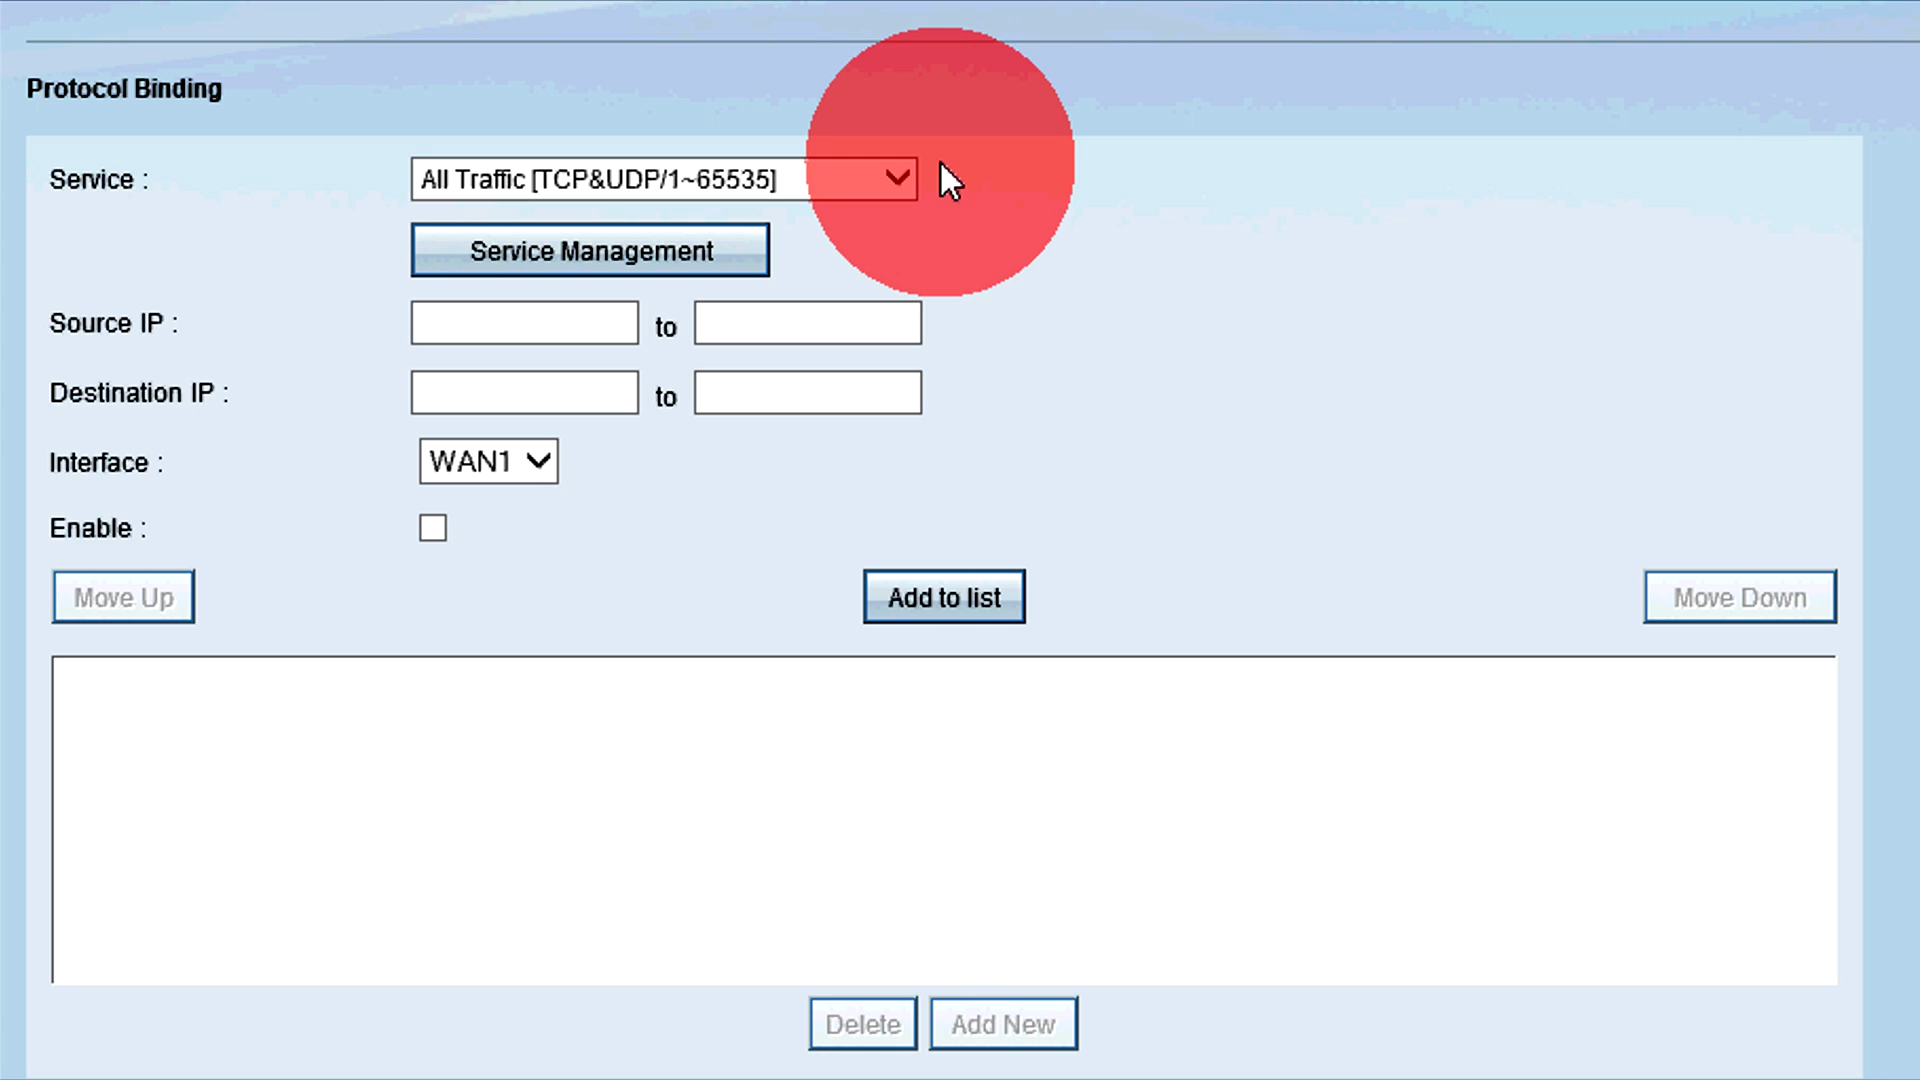 Protocol Binding
Service : All Traffic [TCP&UDP/1~65535]
Service Management
Source IP : to
Destination IP : to
Interface : WAN1
Enable :
Move Up Add to list Move Down
Delete Add New